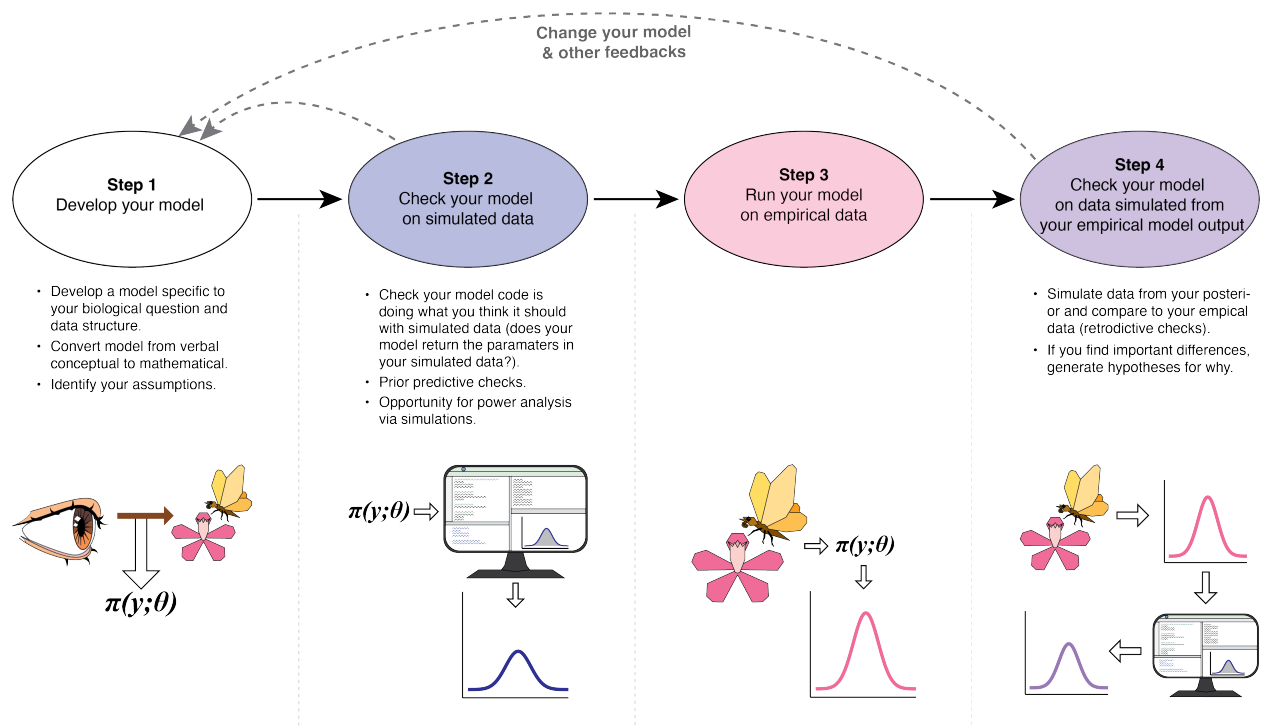 Change your model
& other feedbacks
Step 1
Develop your model
Step 2
Check your model
on simulated data
Step 3
Run your model
on empirical data
Step 4
Check your model
on data simulated from
your empirical model output
• Develop a model specific to
your biological question and
data structure.
• Convert model from verbal
conceptual to mathematical.
• Identify your assumptions.
• Check your model code is
doing what you think it should
with simulated data (does your
model return the paramaters in
your simulated data?).
• Prior predictive checks.
• Opportunity for power analysis
via simulations.
• Simulate data from your posteri-
or and compare to your empical
data (retrodictive checks).
• If you find important differences,
generate hypotheses for why.
π(y;θ)
π(y;θ)
π(y;θ)